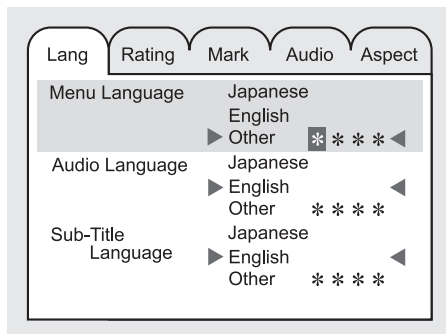 Lang Rating Mark Audio Aspect
Menu Language Japanese
English
Other ＊＊＊＊
Audio Language Japanese
English
Other ＊＊＊＊
Sub-Title Japanese
Language English
Other ＊＊＊＊